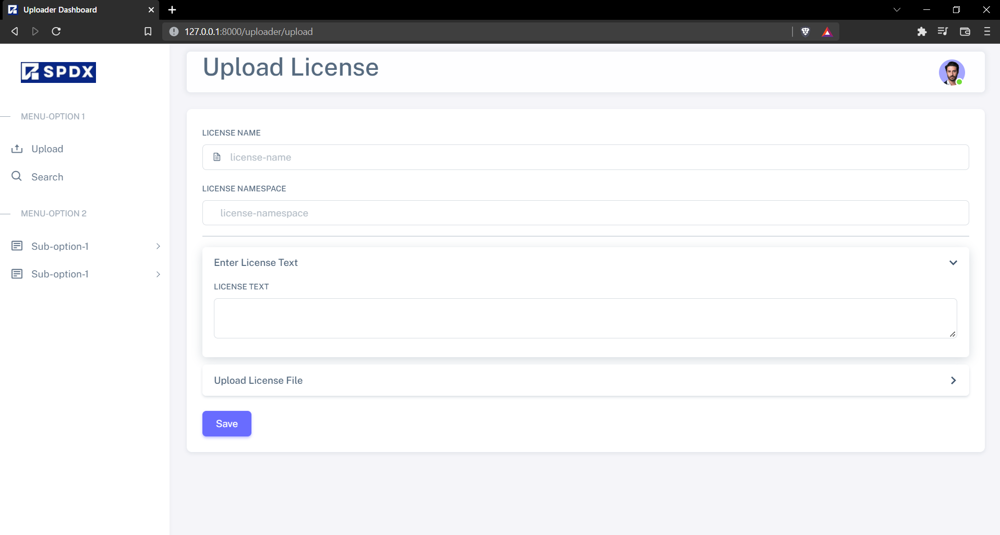 Uploader Dashboard
127.0.0.1:8000/uploader/upload
SPDX
Upload License
MENU-OPTION 1
Upload
Search
MENU-OPTION 2
Sub-option-1
Sub-option-1
LICENSE NAME
license-name
LICENSE NAMESPACE
license-namespace
Enter License Text
LICENSE TEXT
Upload License File
Save